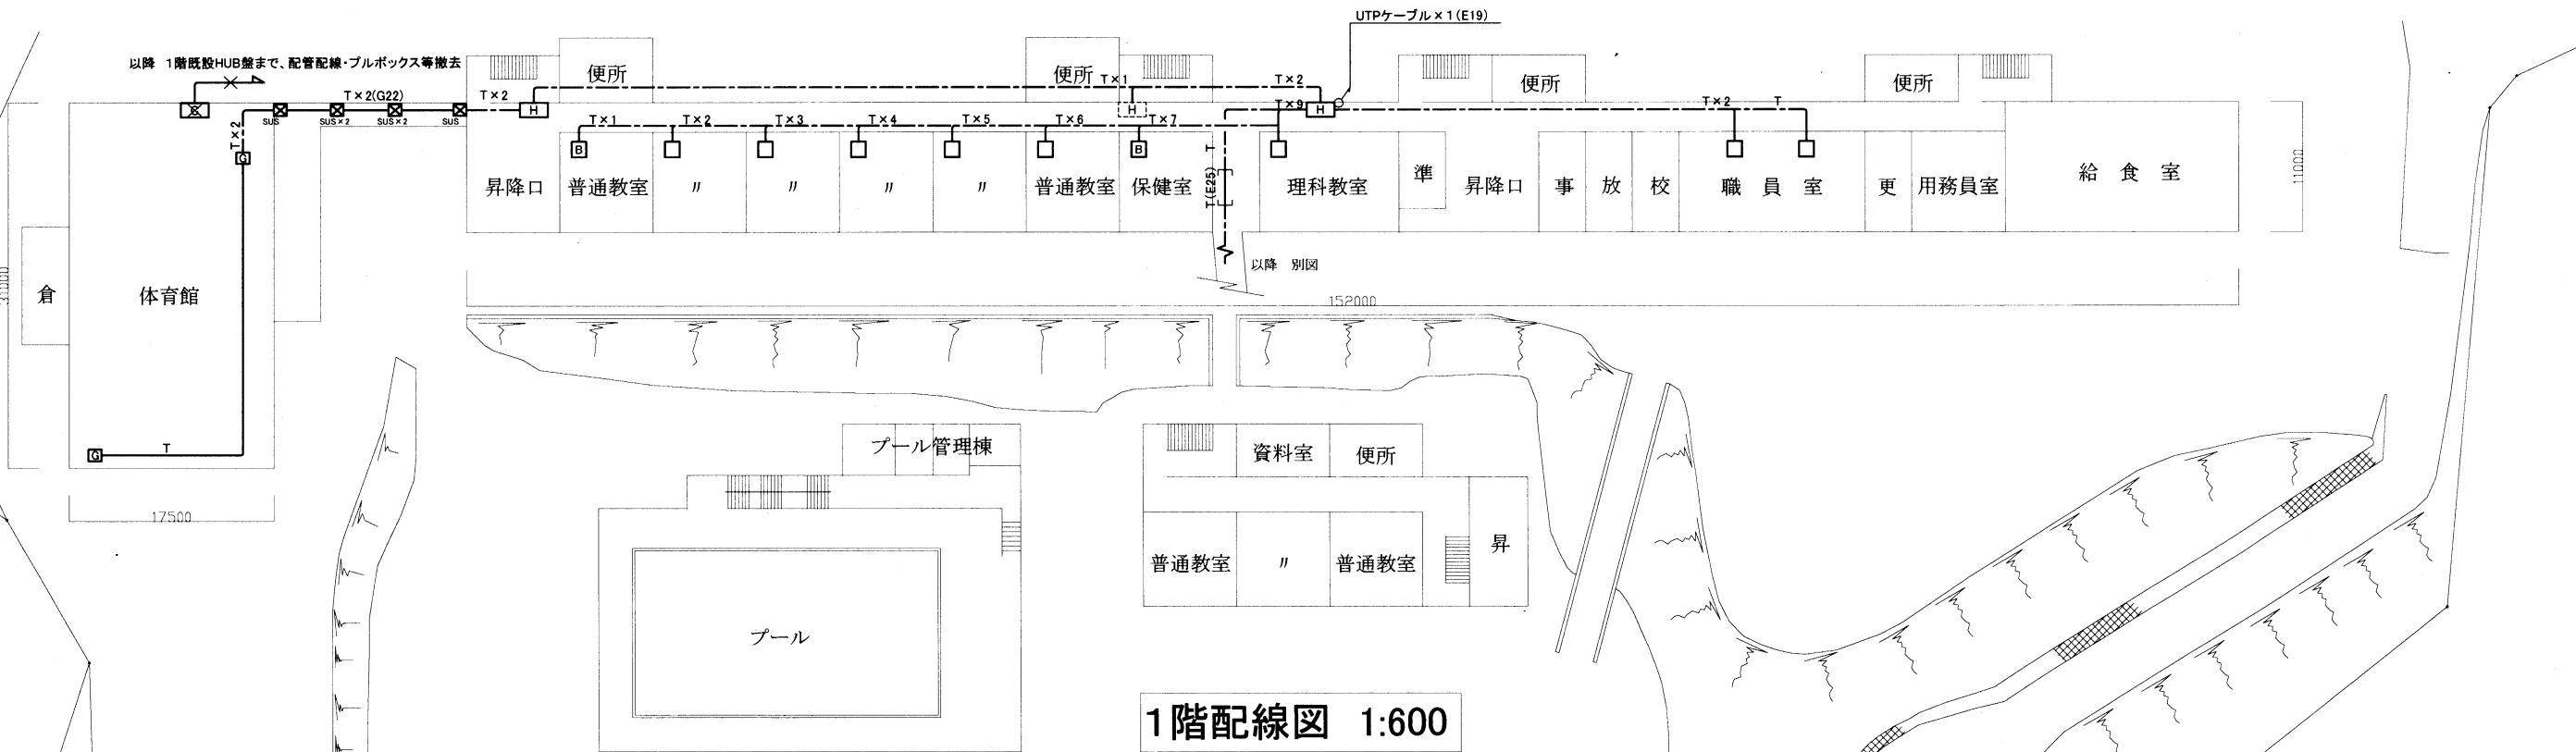 UTPケーブル×1(E19)
以降 1階既設HUB盤まで、配管配線・プルボックス等撤去
便所
便所
T×1
T×2
便所
便所
T×2(G22)
T×2
H
H
T×9
H
T×2
T
SUS
SUS×2
SUS×2
SUS
T×2
T×1
T×2
T×3
T×4
T×5
T×6
T×7
G
B
B
T
T(E25)
昇降口
普通教室
〃
〃
〃
〃
普通教室
保健室
理科教室
準
昇降口
事
放
校
職員室
更
用務員室
給食室
11000
以降 別図
倉
体育館
31000
152000
G
T
17500
プール管理棟
資料室
便所
普通教室
〃
普通教室
昇
プール
1階配線図 1:600